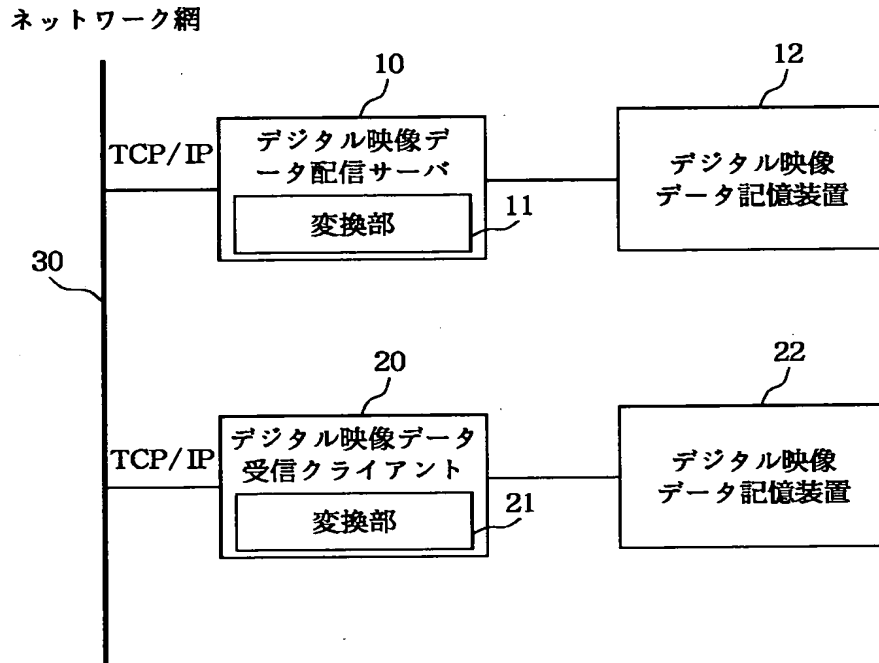 ネットワーク網
10
12
TCP/IP
デジタル映像デ
ータ配信サーバ
11
変換部
デジタル映像
データ記憶装置
30
20
22
TCP/IP
デジタル映像データ
受信クライアント
21
変換部
デジタル映像
データ記憶装置